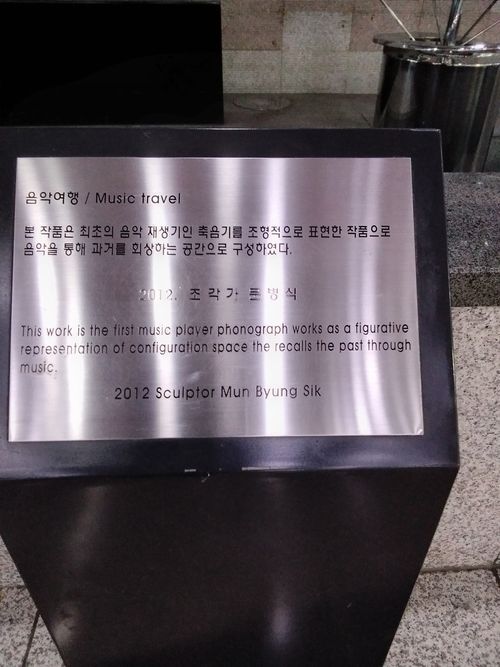 음악여행 / Music travel
본 작품은 최초의 음악 재생기인 축음기를 조형적으로 표현한 작품으로
음악을 통해 과거를 회상하는 공간으로 구성하였다.
2012. 조각가 문병식
This work is the first music player phonograph works as a figurative
representation of configuration space the recalls the past through
music.
2012 Sculptor Mun Byung Sik